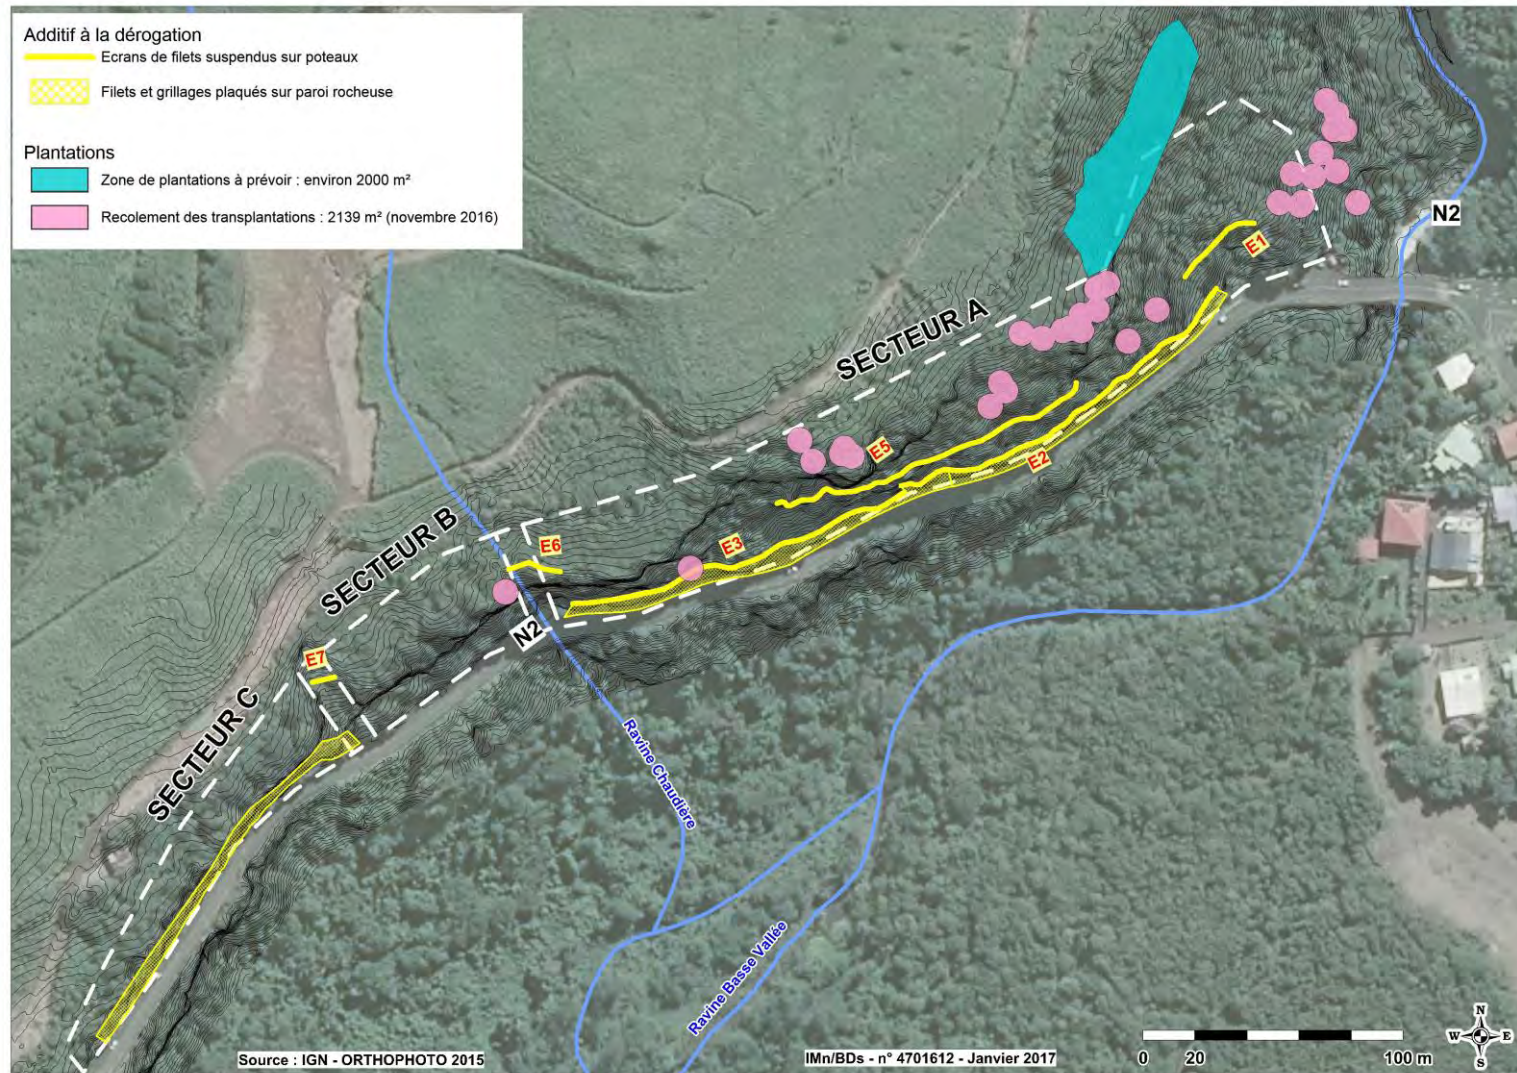 Additif à la dérogation
Ecrans de filets suspendus sur poteaux
Filets et grillages plaqués sur paroi rocheuse
Plantations
Zone de plantations à prévoir : environ 2000 m²
Recolement des transplantations : 2139 m² (novembre 2016)
N2
E1
SECTEUR A
E5
E2
SECTEUR B
E6
E3
N2
E7
SECTEUR C
Ravine Chaudière
Ravine Basse Vallée
N
W E
S
0 20 100 m
Source : IGN - ORTHOPHOTO 2015
IMn/BDs - n° 4701612 - Janvier 2017